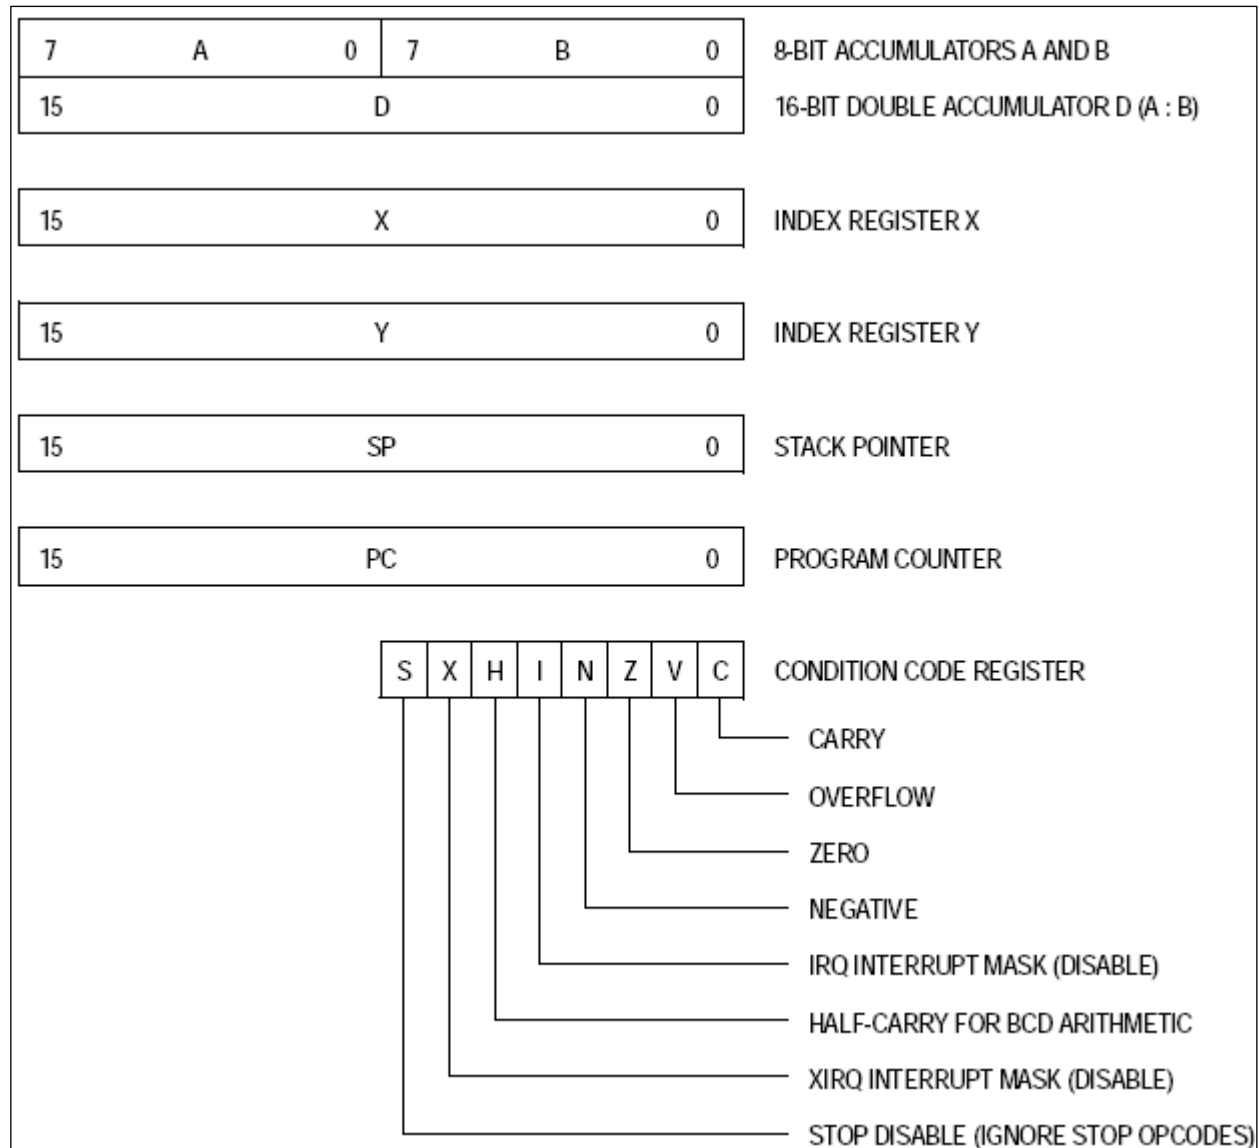 7 A 0 7 B 0 8-BIT ACCUMULATORS A AND B
15 D 0 16-BIT DOUBLE ACCUMULATOR D (A : B)
15 X 0 INDEX REGISTER X
15 Y 0 INDEX REGISTER Y
15 SP 0 STACK POINTER
15 PC 0 PROGRAM COUNTER
S X H I N Z V C CONDITION CODE REGISTER
CARRY
OVERFLOW
ZERO
NEGATIVE
IRQ INTERRUPT MASK (DISABLE)
HALF-CARRY FOR BCD ARITHMETIC
XIRQ INTERRUPT MASK (DISABLE)
STOP DISABLE (IGNORE STOP OPCODES)